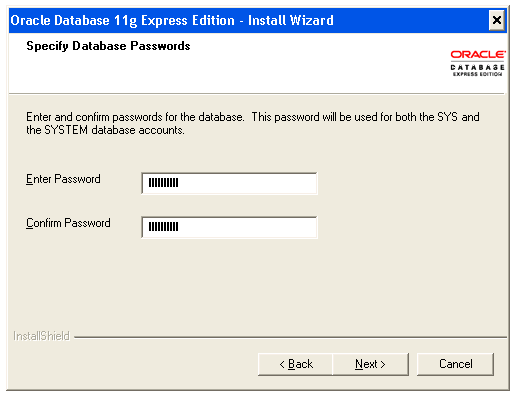 Oracle Database 11g Express Edition - Install Wizard
Specify Database Passwords
ORACLE
DATABASE
EXPRESS EDITION
Enter and confirm passwords for the database. This password will be used for both the SYS and
the SYSTEM database accounts.
Enter Password
Confirm Password
InstallShield
< Back
Next >
Cancel